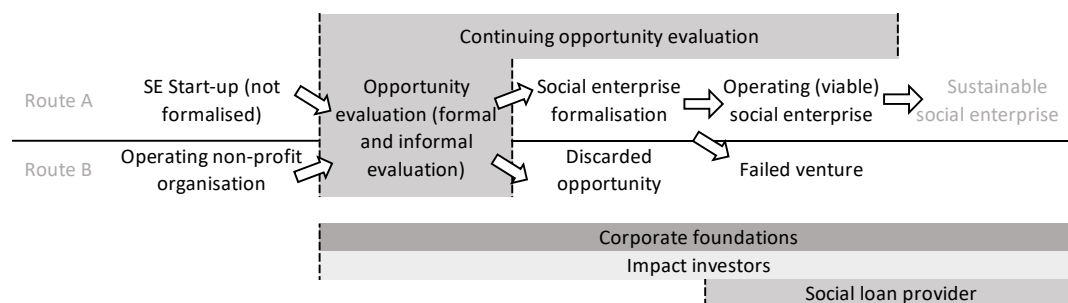 Continuing opportunity evaluation
Route A
SE Start-up (not
formalised)
Opportunity
evaluation (formal
and informal
evaluation)
Social enterprise
formalisation
Operating (viable)
social enterprise
Sustainable
social enterprise
Route B
Operating non-profit
organisation
Discarded
opportunity
Failed venture
Corporate foundations
Impact investors
Social loan provider